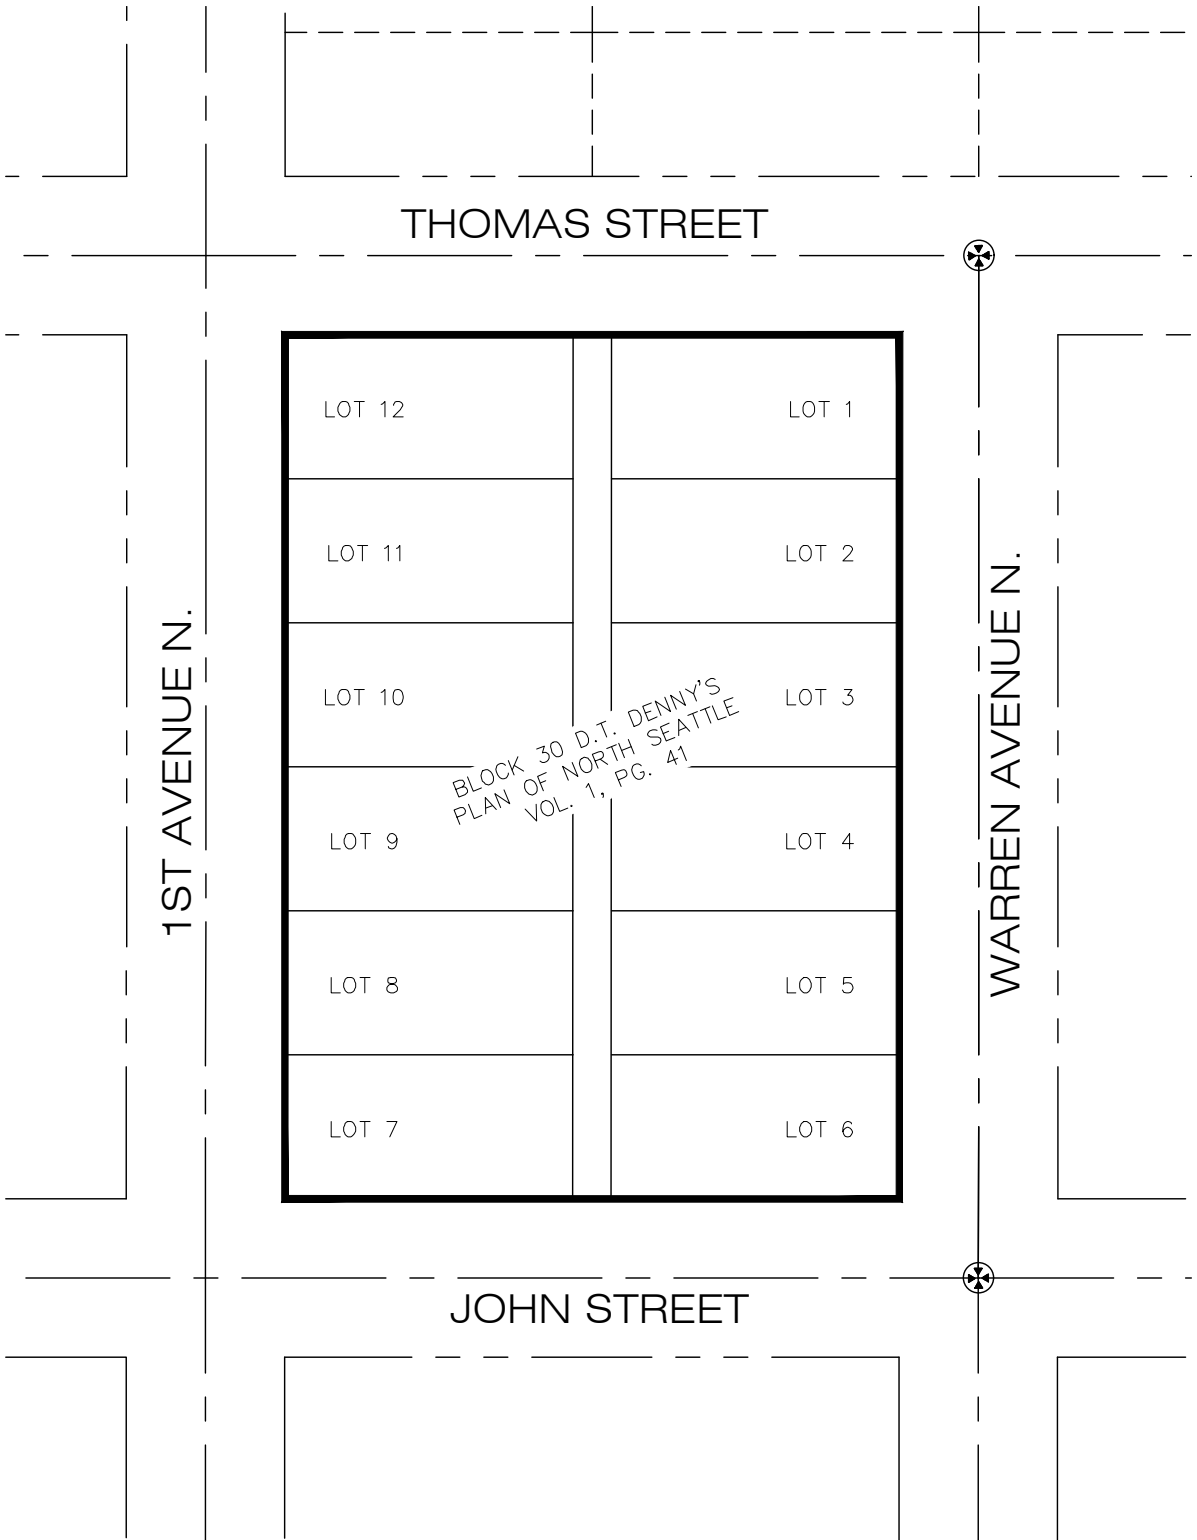 THOMAS STREET
LOT 12
LOT 1
LOT 11
LOT 2
1ST AVENUE N.
WARREN AVENUE N.
LOT 10
LOT 3
BLOCK 30 D.T. DENNY'S
PLAN OF NORTH SEATTLE
VOL. 1, PG. 41
LOT 9
LOT 4
LOT 8
LOT 5
LOT 7
LOT 6
JOHN STREET